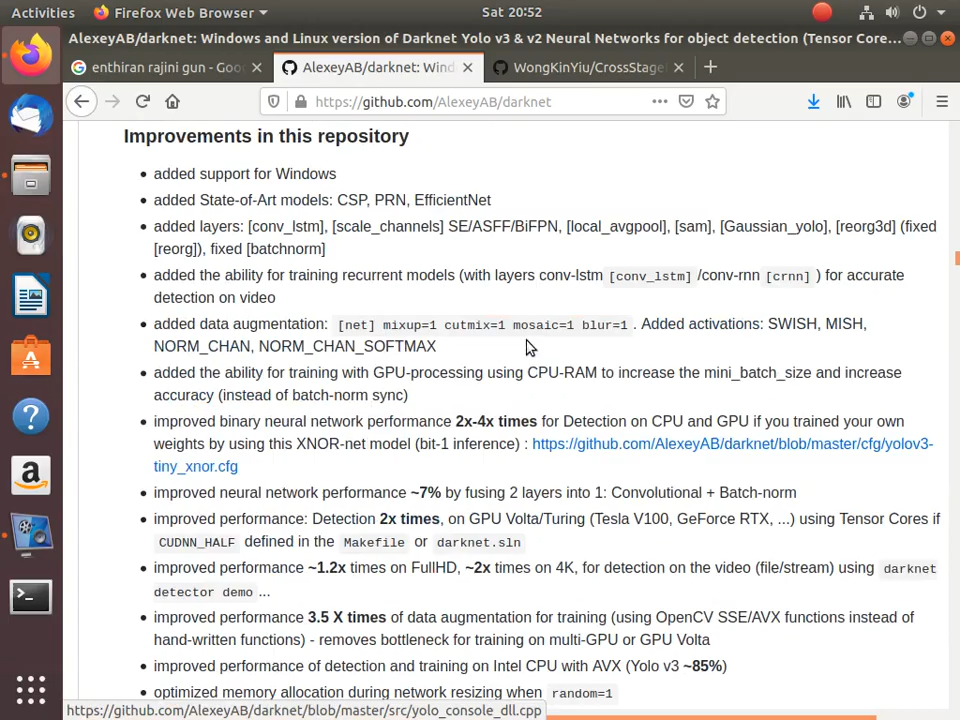 Activities Firefox Web Browser Sat 20:52
AlexeyAB/darknet: Windows and Linux version of Darknet Yolo v3 & v2 Neural Networks for object detection (Tensor Core...
enthiran rajini gun - Goo AlexeyAB/darknet: Wind WongKinYiu/CrossStage
https://github.com/AlexeyAB/darknet
Improvements in this repository
• added support for Windows
• added State-of-Art models: CSP, PRN, EfficientNet
• added layers: [conv_lstm], [scale_channels] SE/ASFF/BiFPN, [local_avgpool], [sam], [Gaussian_yolo], [reorg3d] (fixed
[reorg]), fixed [batchnorm]
• added the ability for training recurrent models (with layers conv-lstm [conv_lstm] /conv-rnn [crnn] ) for accurate
detection on video
• added data augmentation: [net] mixup=1 cutmix=1 mosaic=1 blur=1 . Added activations: SWISH, MISH,
NORM_CHAN, NORM_CHAN_SOFTMAX
• added the ability for training with GPU-processing using CPU-RAM to increase the mini_batch_size and increase
accuracy (instead of batch-norm sync)
• improved binary neural network performance 2x-4x times for Detection on CPU and GPU if you trained your own
weights by using this XNOR-net model (bit-1 inference) : https://github.com/AlexeyAB/darknet/blob/master/cfg/yolov3-
tiny_xnor.cfg
• improved neural network performance ~7% by fusing 2 layers into 1: Convolutional + Batch-norm
• improved performance: Detection 2x times, on GPU Volta/Turing (Tesla V100, GeForce RTX, ...) using Tensor Cores if
CUDNN_HALF defined in the Makefile or darknet.sln
• improved performance ~1.2x times on FullHD, ~2x times on 4K, for detection on the video (file/stream) using darknet
detector demo ...
• improved performance 3.5 X times of data augmentation for training (using OpenCV SSE/AVX functions instead of
hand-written functions) - removes bottleneck for training on multi-GPU or GPU Volta
• improved performance of detection and training on Intel CPU with AVX (Yolo v3 ~85%)
• optimized memory allocation during network resizing when random=1
https://github.com/AlexeyAB/darknet/blob/master/src/yolo_console_dll.cpp